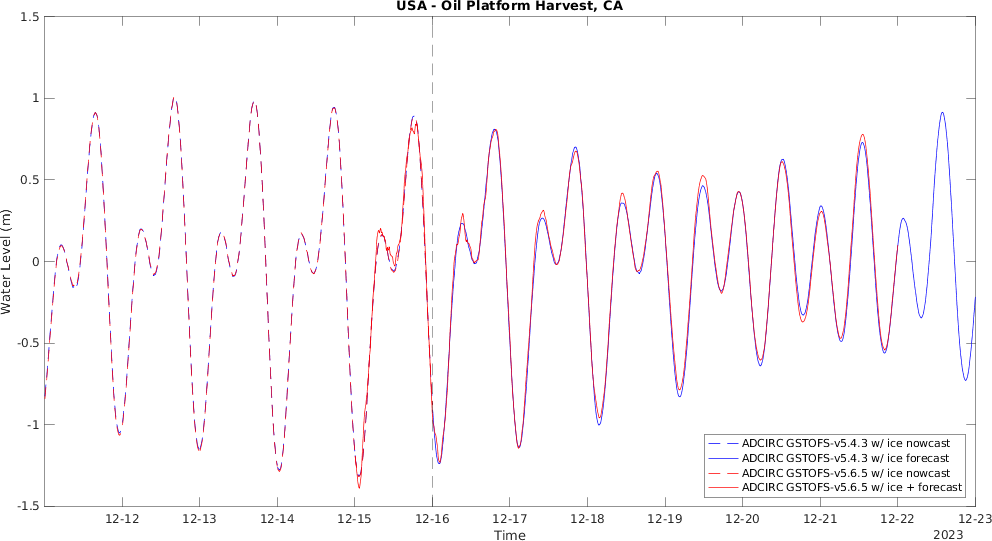 USA - Oil Platform Harvest, CA
1.5
1
0.5
0
-0.5
-1
-1.5
Water Level (m)
12-12
12-13
12-14
12-15
12-16
12-17
12-18
12-19
12-20
12-21
12-22
12-23
Time
2023
ADCIRC GSTOFS-v5.4.3 w/ ice nowcast
ADCIRC GSTOFS-v5.4.3 w/ ice forecast
ADCIRC GSTOFS-v5.6.5 w/ ice nowcast
ADCIRC GSTOFS-v5.6.5 w/ ice + forecast